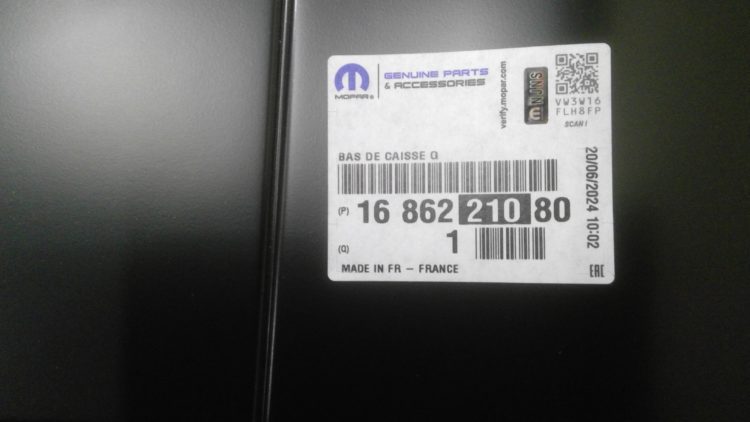 MOPAR®
GENUINE PARTS
& ACCESSORIES
verify.mopar.com
VW3W16
FLH8FP
SCAN !
BAS DE CAISSE G
(P) 16 862 210 80
(Q) 1
MADE IN FR – FRANCE
20/06/2024 10:02
EAC